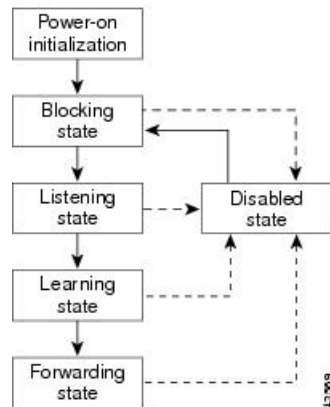 Power-on
initialization
Blocking
state
Listening
state
Disabled
state
Learning
state
Forwarding
state